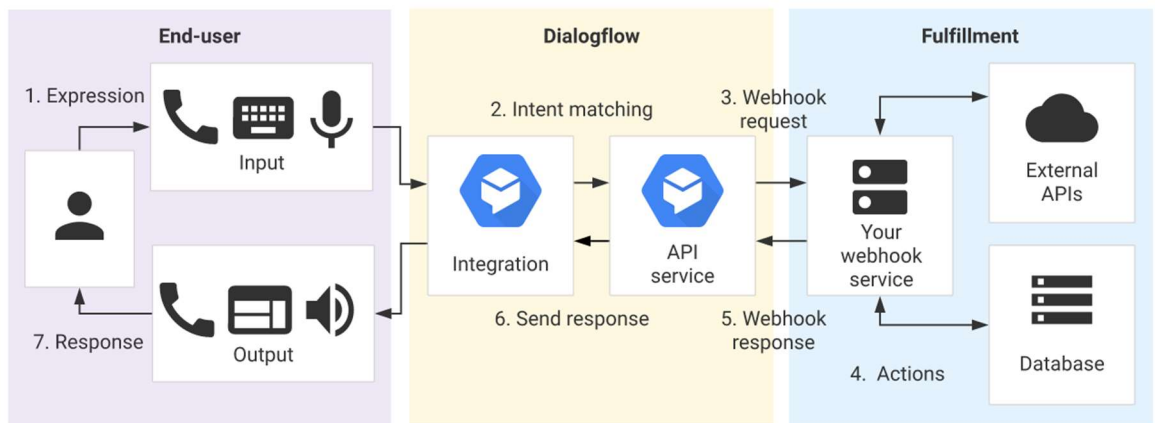 End-user
Dialogflow
Fulfillment
1. Expression
Input
2. Intent matching
3. Webhook
request
External
APIs
Integration
API
service
Your
webhook
service
7. Response
Output
6. Send response
5. Webhook
response
4. Actions
Database